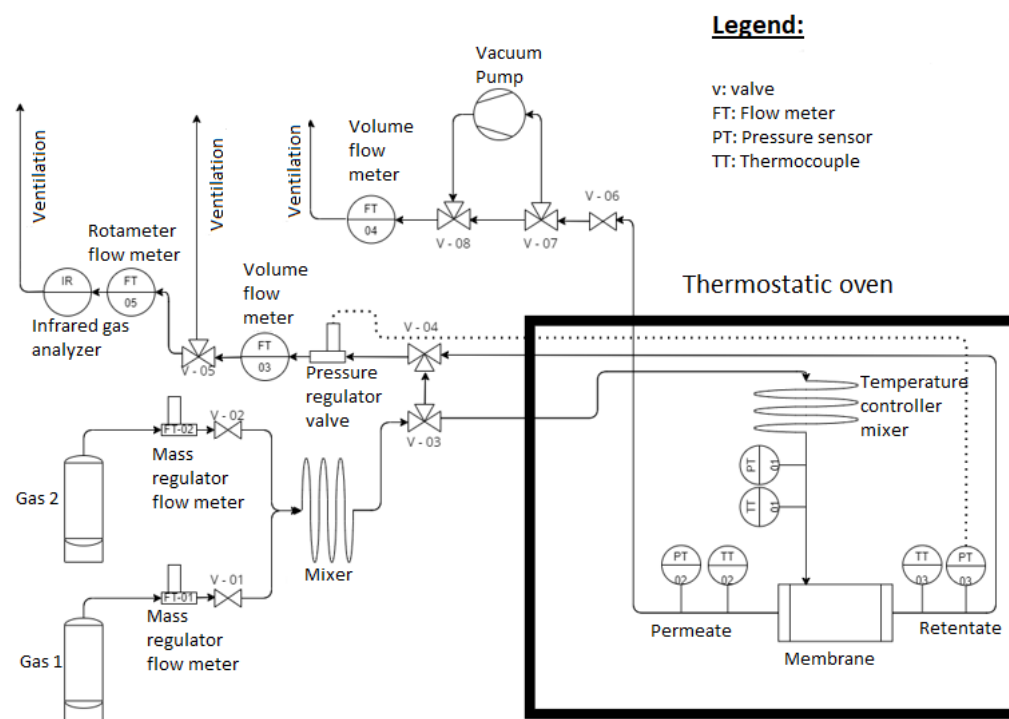 Legend:
v: valve
FT: Flow meter
PT: Pressure sensor
TT: Thermocouple
Vacuum
Pump
Volume
flow
meter
Ventilation
Ventilation
Ventilation
FT
04
V - 08
V - 07
V - 06
Rotameter
flow meter
IR
FT
05
Infrared gas
analyzer
V - 05
Volume
flow
meter
FT
03
Pressure
regulator
valve
V - 04
V - 03
Thermostatic oven
Temperature
controller
mixer
PT
01
TT
01
Gas 2
FT-02
V - 02
Mass
regulator
flow meter
Mixer
Gas 1
FT-01
V - 01
Mass
regulator
flow meter
PT
02
TT
02
Permeate
Membrane
TT
03
PT
03
Retentate